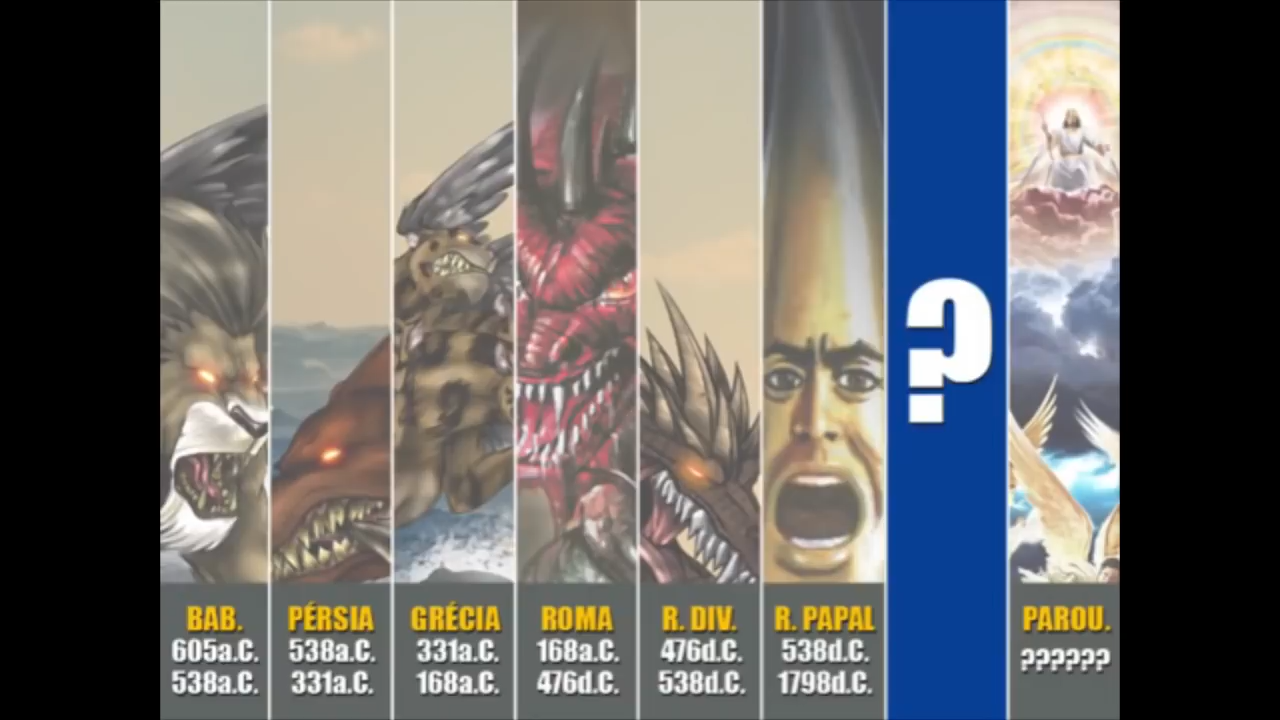 ?
BAB.
605a.C.
538a.C.
PÉRSIA
538a.C.
331a.C.
GRÉCIA
331a.C.
168a.C.
ROMA
168a.C.
476d.C.
R. DIV.
476d.C.
538d.C.
R. PAPAL
538d.C.
1798d.C.
PAROU.
??????